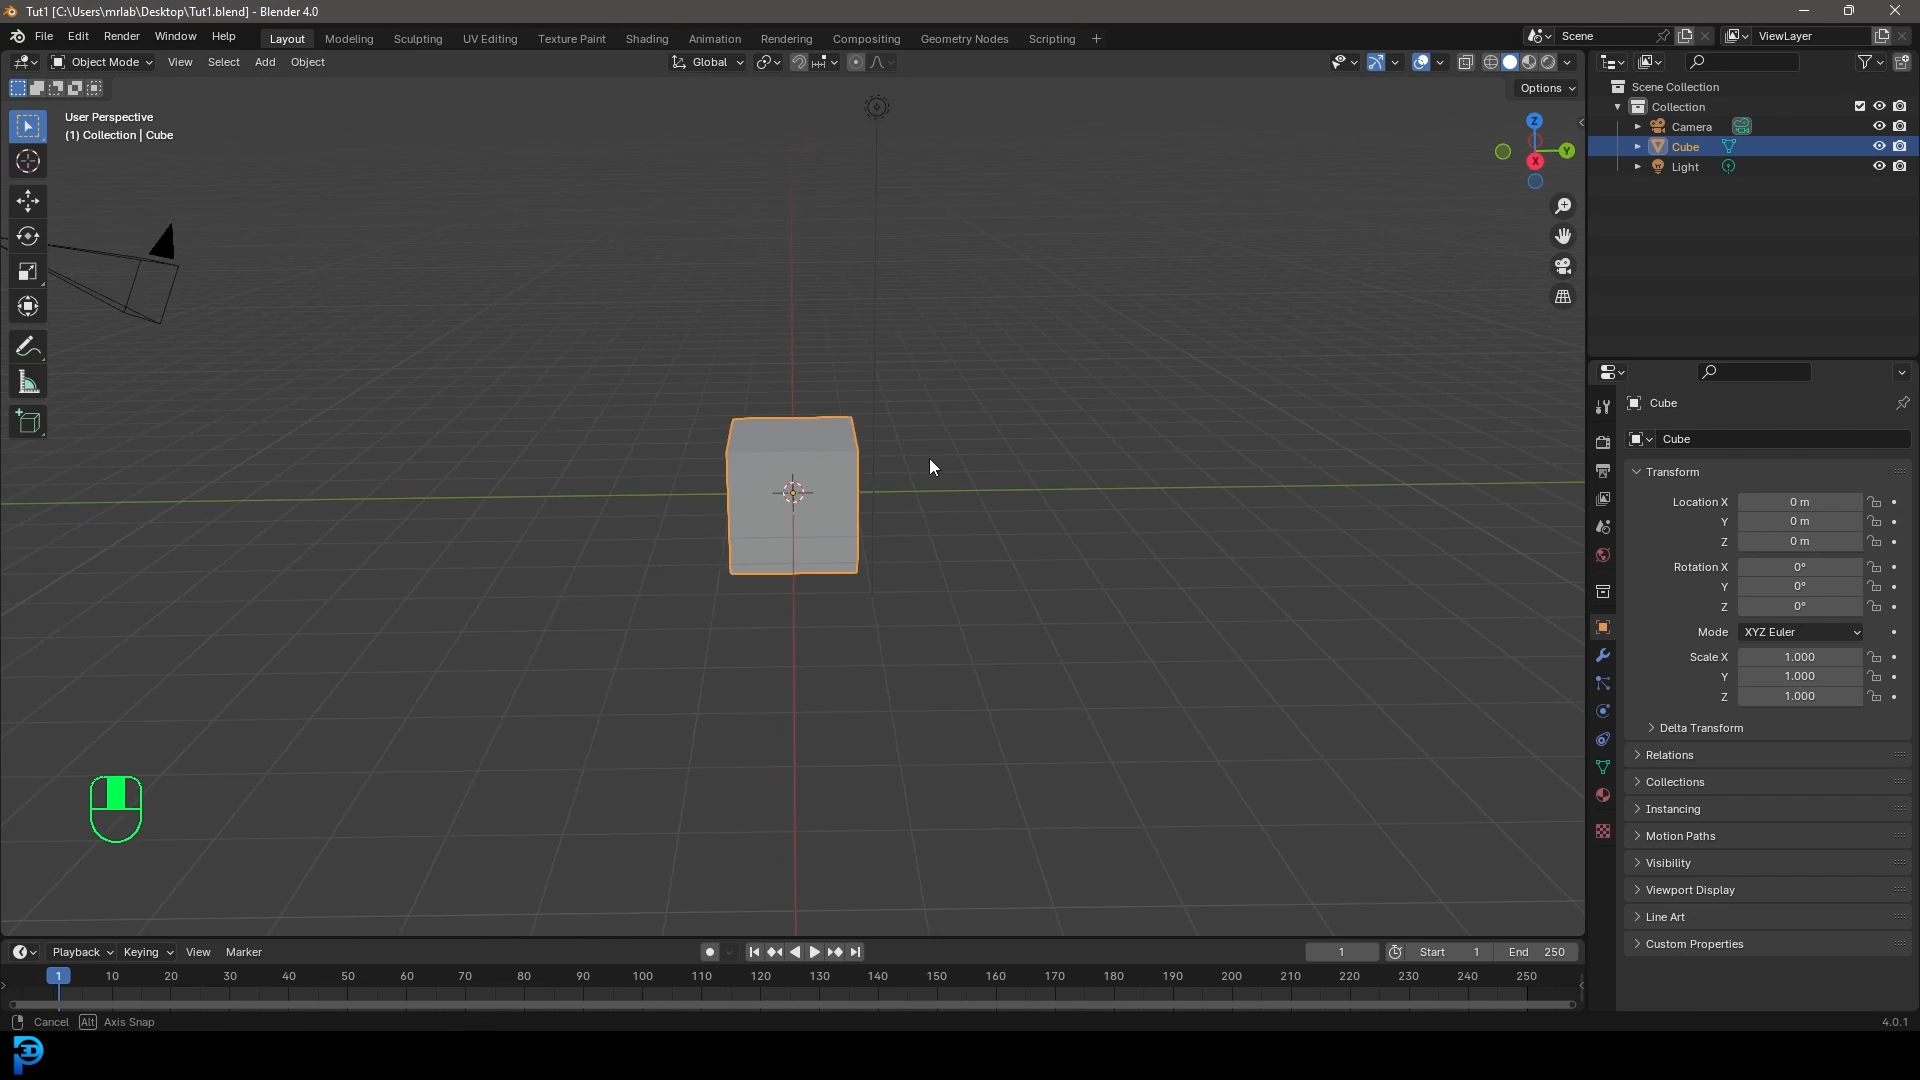 Tut1 [C:\Users\mrlab\Desktop\Tut1.blend] - Blender 4.0
File Edit Render Window Help Layout Modeling Sculpting UV Editing Texture Paint Shading Animation Rendering Compositing Geometry Nodes Scripting + Scene ViewLayer
Object Mode View Select Add Object Global
Options
User Perspective
(1) Collection | Cube
Z
Y
X
Scene Collection
Collection
Camera
Cube
Light
Cube
Cube
Transform
Location X 0 m
Y 0 m
Z 0 m
Rotation X 0°
Y 0°
Z 0°
Mode XYZ Euler
Scale X 1.000
Y 1.000
Z 1.000
Delta Transform
Relations
Collections
Instancing
Motion Paths
Visibility
Viewport Display
Line Art
Custom Properties
Playback Keying View Marker 1 Start 1 End 250
1 10 20 30 40 50 60 70 80 90 100 110 120 130 140 150 160 170 180 190 200 210 220 230 240 250
Cancel Alt Axis Snap 4.0.1
3D